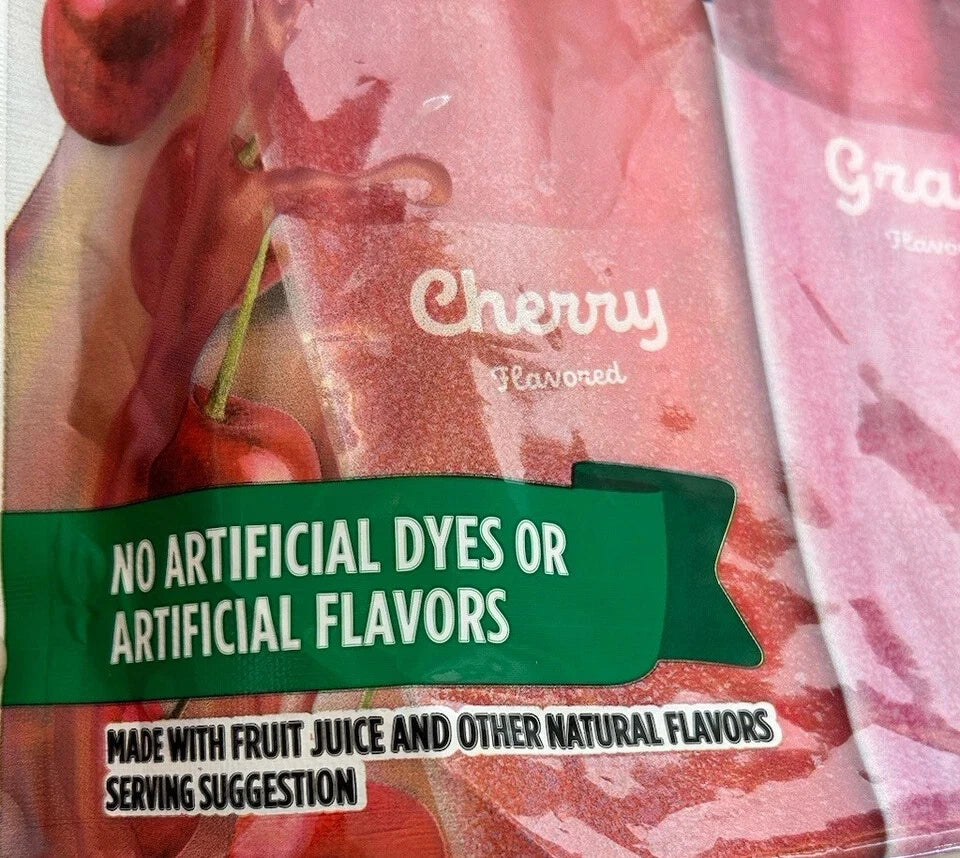 Cherry
Flavored
NO ARTIFICIAL DYES OR
ARTIFICIAL FLAVORS
MADE WITH FRUIT JUICE AND OTHER NATURAL FLAVORS
SERVING SUGGESTION